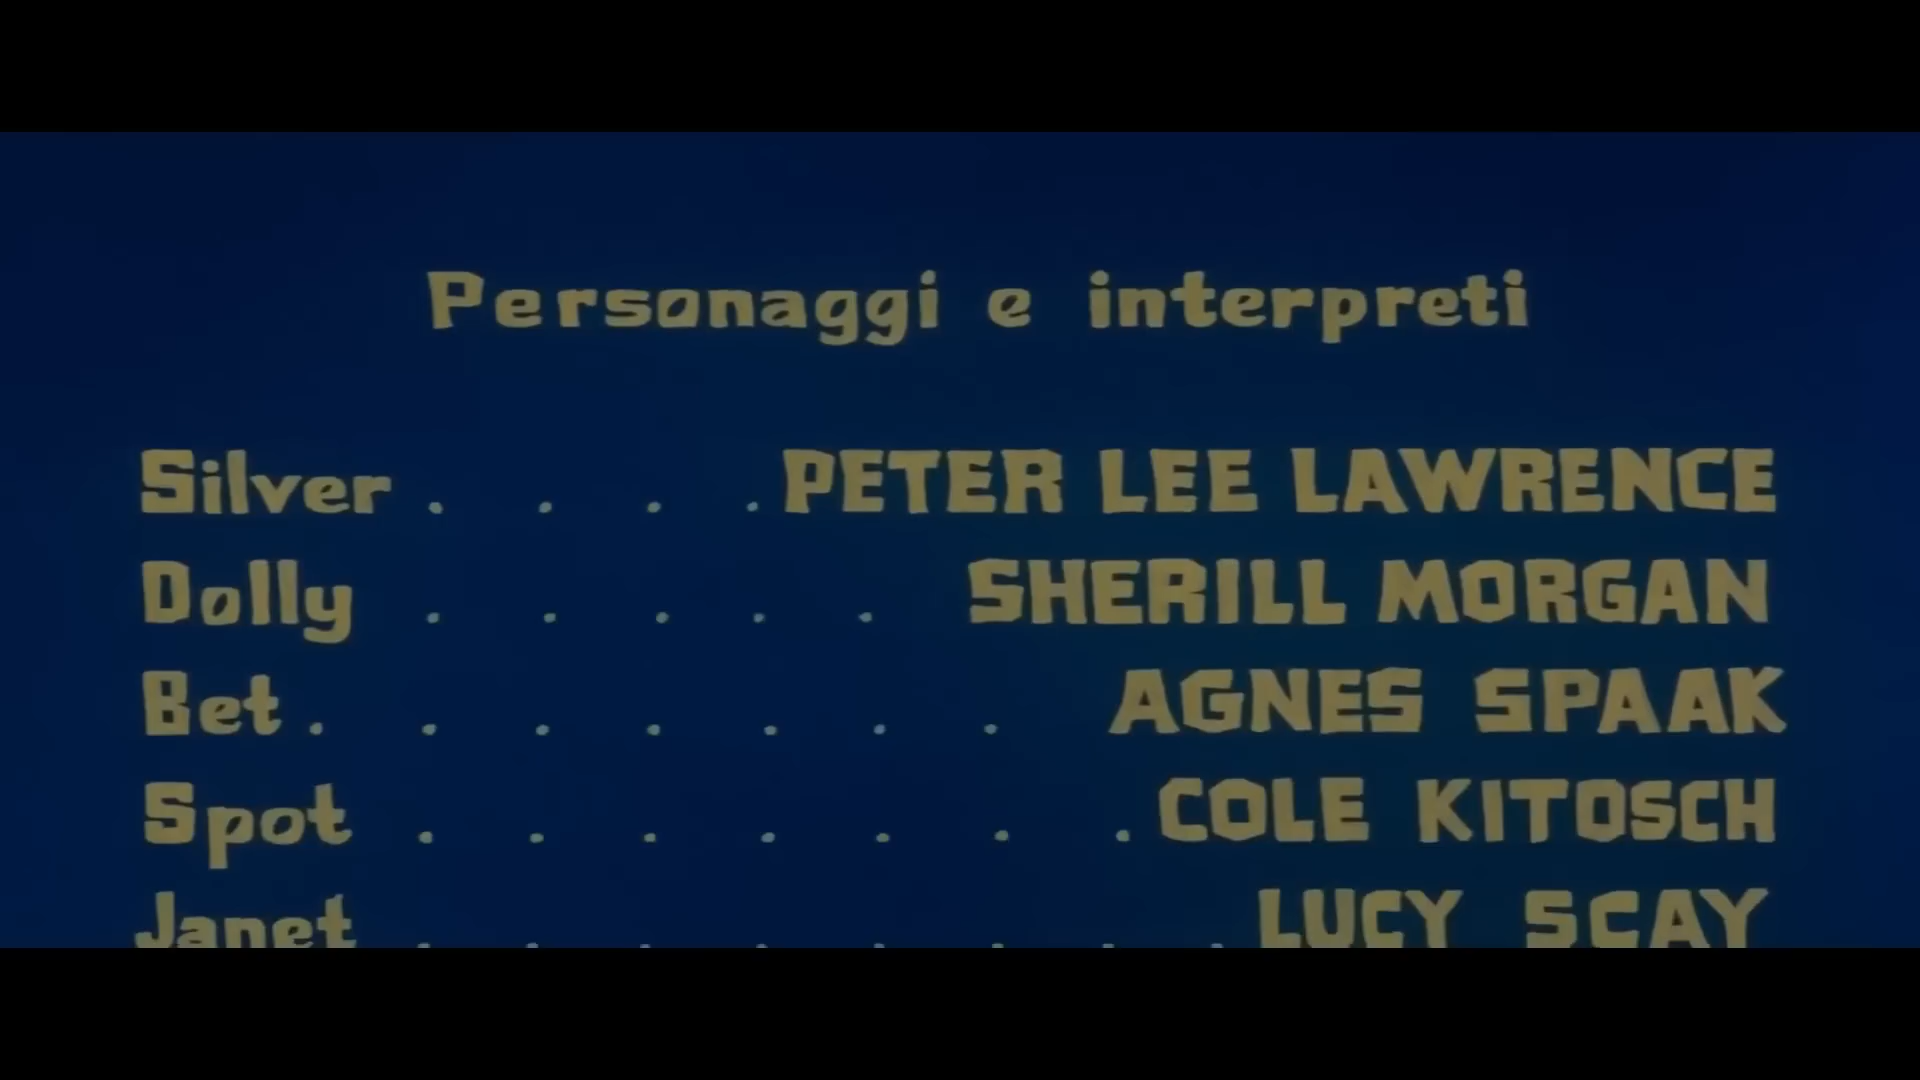 Personaggi e interpreti
Silver . . . . PETER LEE LAWRENCE
Dolly . . . . . SHERILL MORGAN
Bet . . . . . . . AGNES SPAAK
Spot . . . . . . . COLE KITOSCH
Janet . . . . . . . . LUCY SCAY